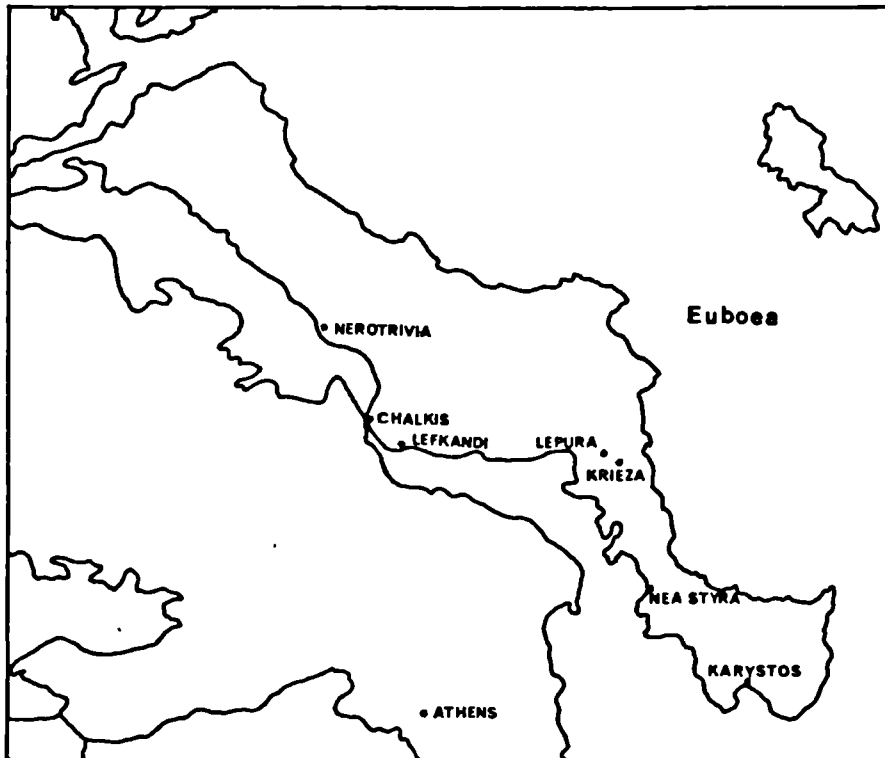 Euboea
NEROTRIVIA
CHALKIS
LEFKANDI
LEPURA
KRIEZA
NEA STYRA
KARYSTOS
ATHENS